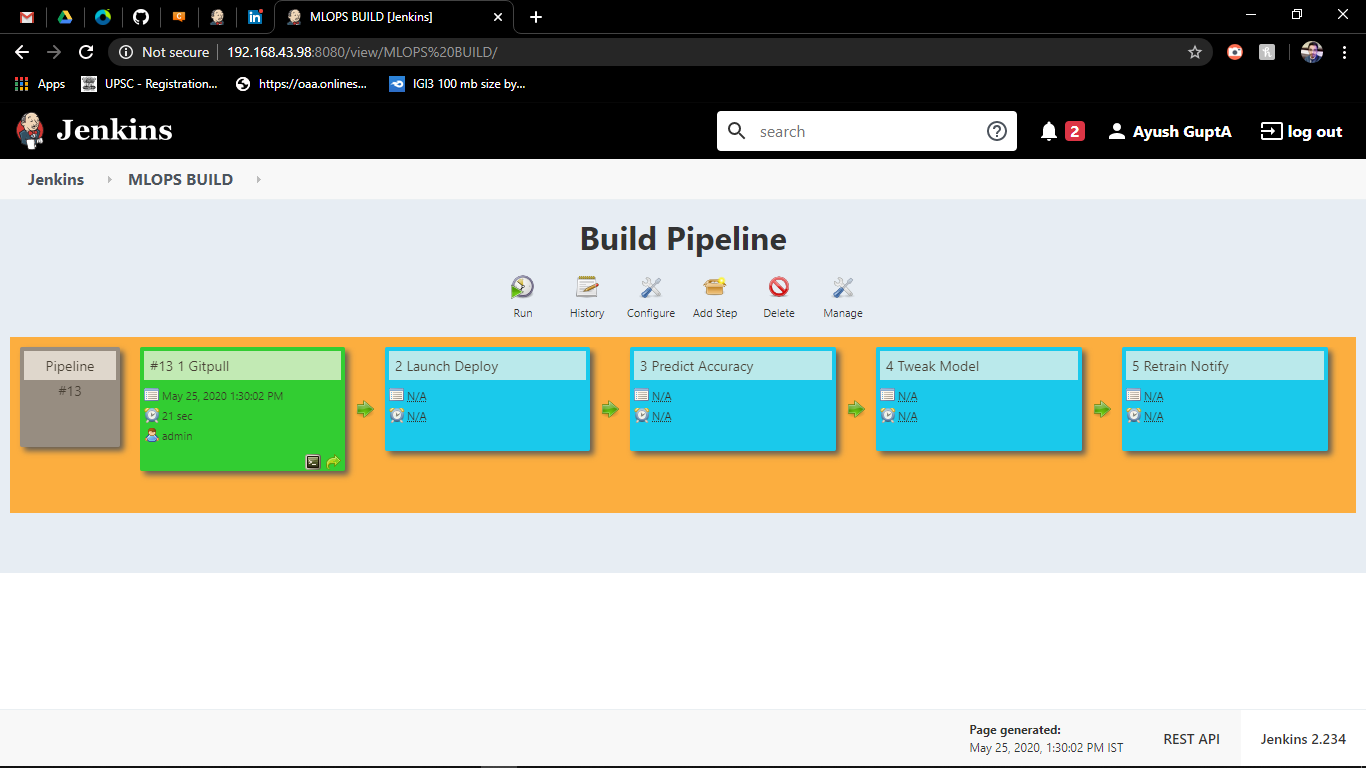 MLOPS BUILD [Jenkins]
Not secure
192.168.43.98:8080/view/MLOPS%20BUILD/
Apps
UPSC - Registration...
https://oaa.onlines...
IGI3 100 mb size by...
Jenkins
search
2
Ayush GuptA
log out
Jenkins
MLOPS BUILD
Build Pipeline
Run
History
Configure
Add Step
Delete
Manage
Pipeline
#13
#13 1 Gitpull
May 25, 2020 1:30:02 PM
21 sec
admin
2 Launch Deploy
N/A
N/A
3 Predict Accuracy
N/A
N/A
4 Tweak Model
N/A
N/A
5 Retrain Notify
N/A
N/A
Page generated:
May 25, 2020, 1:30:02 PM IST
REST API
Jenkins 2.234